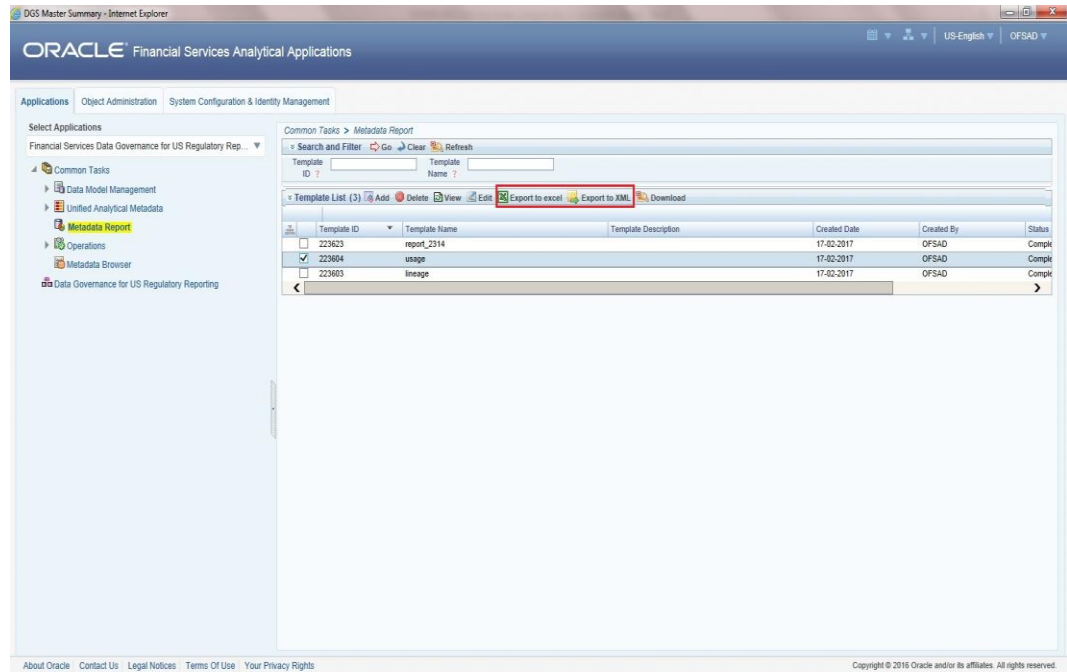 DGS Master Summary - Internet Explorer
ORACLE Financial Services Analytical Applications
US-English
OFSAD
Applications Object Administration System Configuration & Identity Management
Select Applications
Financial Services Data Governance for US Regulatory Rep...
Common Tasks
Data Model Management
Unified Analytical Metadata
Metadata Report
Operations
Metadata Browser
Data Governance for US Regulatory Reporting
Common Tasks > Metadata Report
Search and Filter Go Clear Refresh
Template ID ? Template Name ?
Template List (3) Add Delete View Edit Export to excel Export to XML Download
Template ID Template Name Template Description Created Date Created By Status
223623 report_2314 17-02-2017 OFSAD Comple
223604 usage 17-02-2017 OFSAD Comple
223603 lineage 17-02-2017 OFSAD Comple
About Oracle Contact Us Legal Notices Terms Of Use Your Privacy Rights
Copyright © 2016 Oracle and/or its affiliates. All rights reserved.